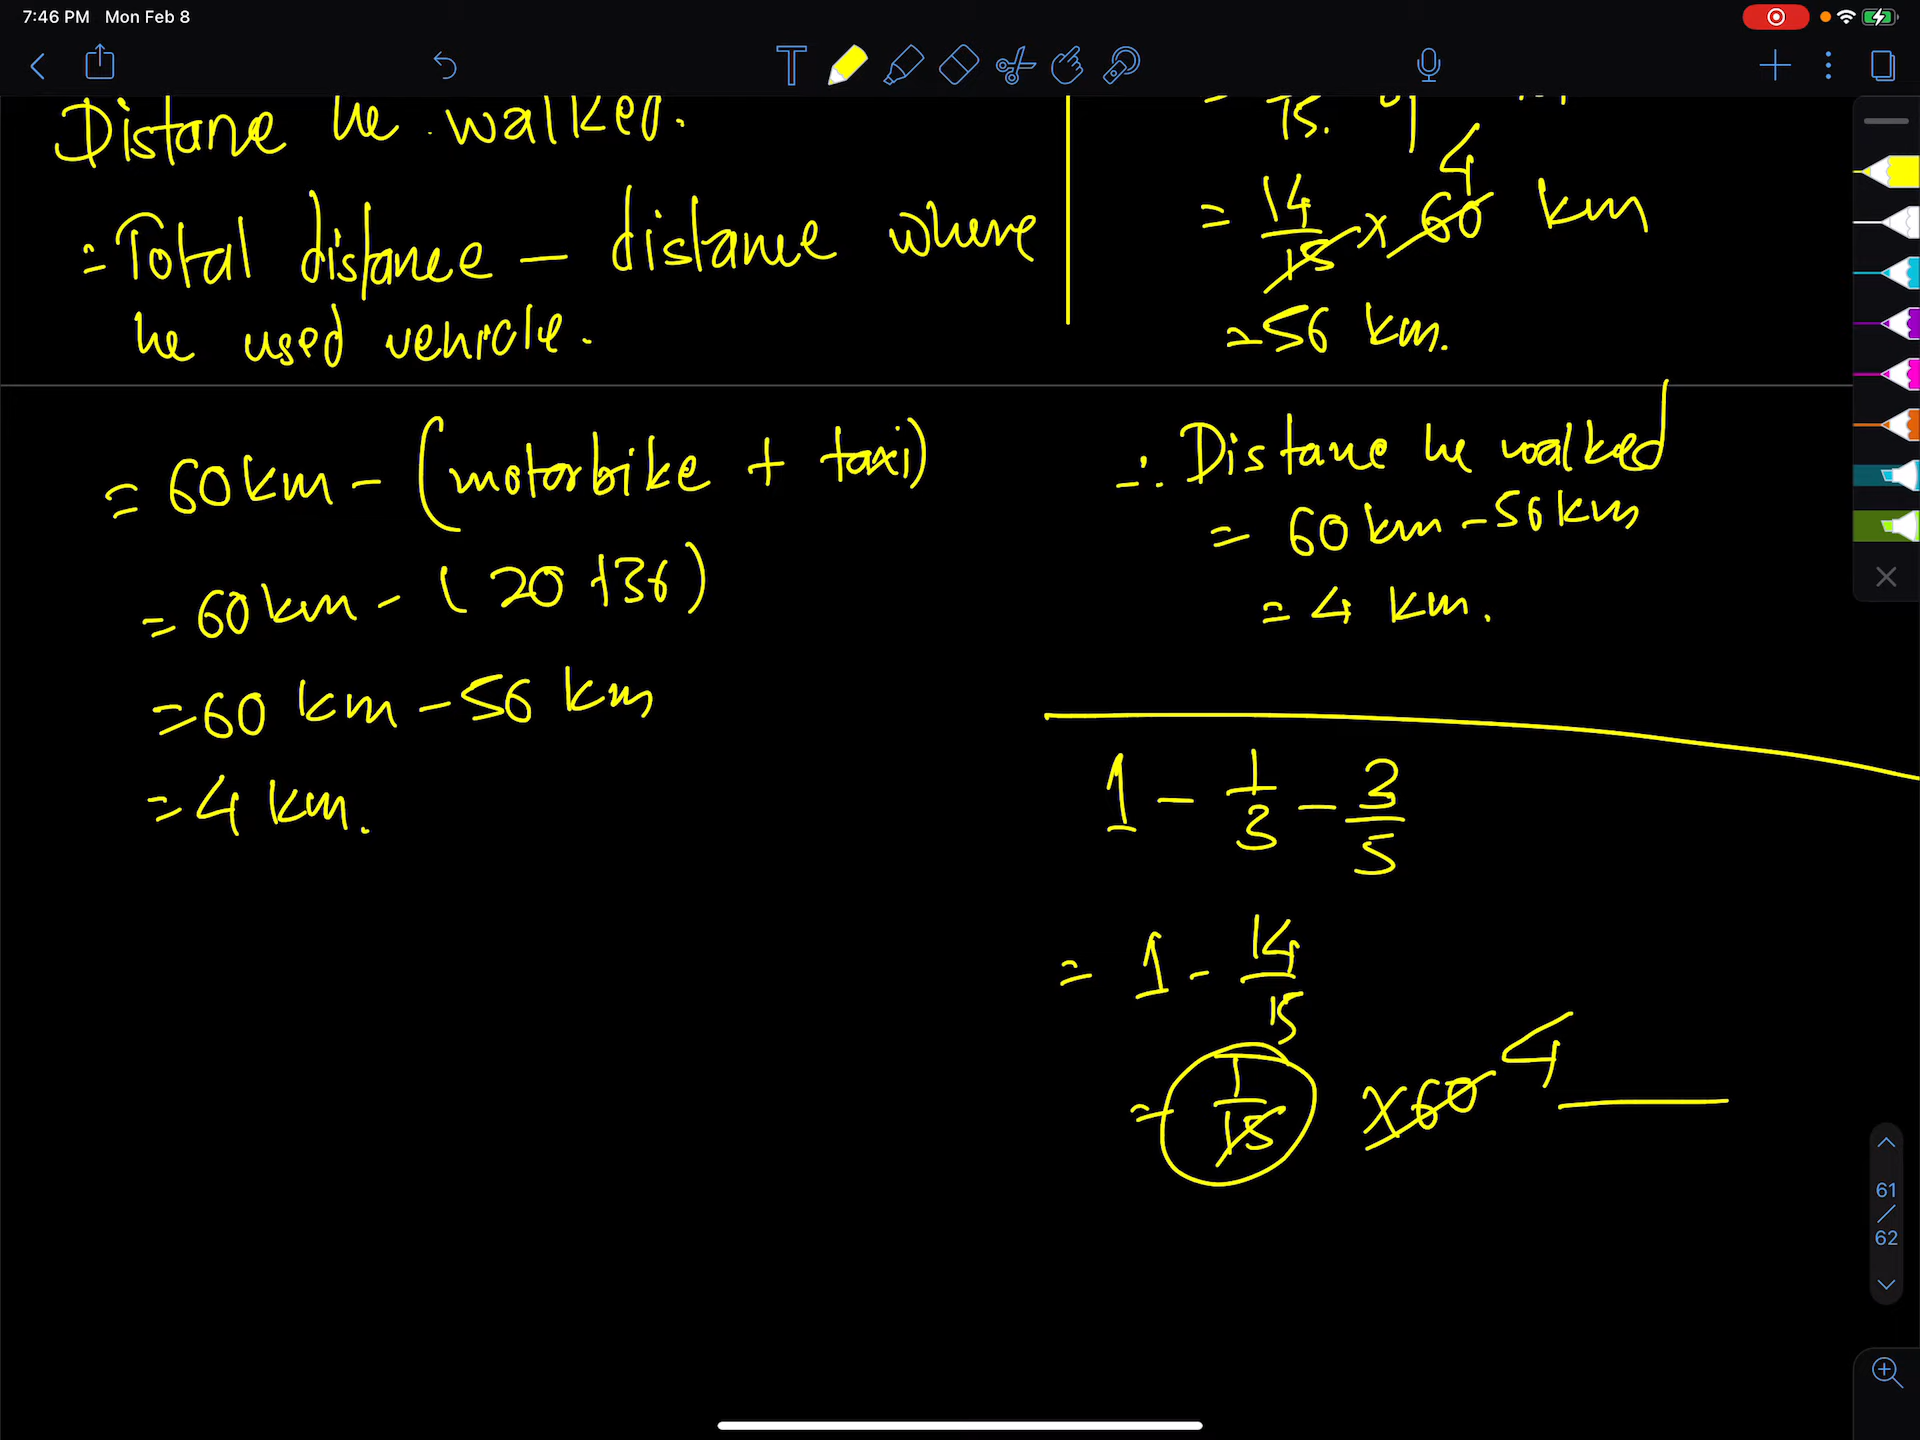 7:46 PM Mon Feb 8
Distane he walked.
= Total distance - distance where
he used vehicle.
= 60 km - (motorbike + taxi)
= 60 km - (20 + 36)
= 60 km - 56 km
= 4 km.
15.
4
= 14/15 x 60 km
= 56 km.
∴ Distane he walked
= 60 km - 56 km
= 4 km.
1 - 1/3 - 3/5
= 1 - 14/15
= 1/15 x 60 4
61
/
62